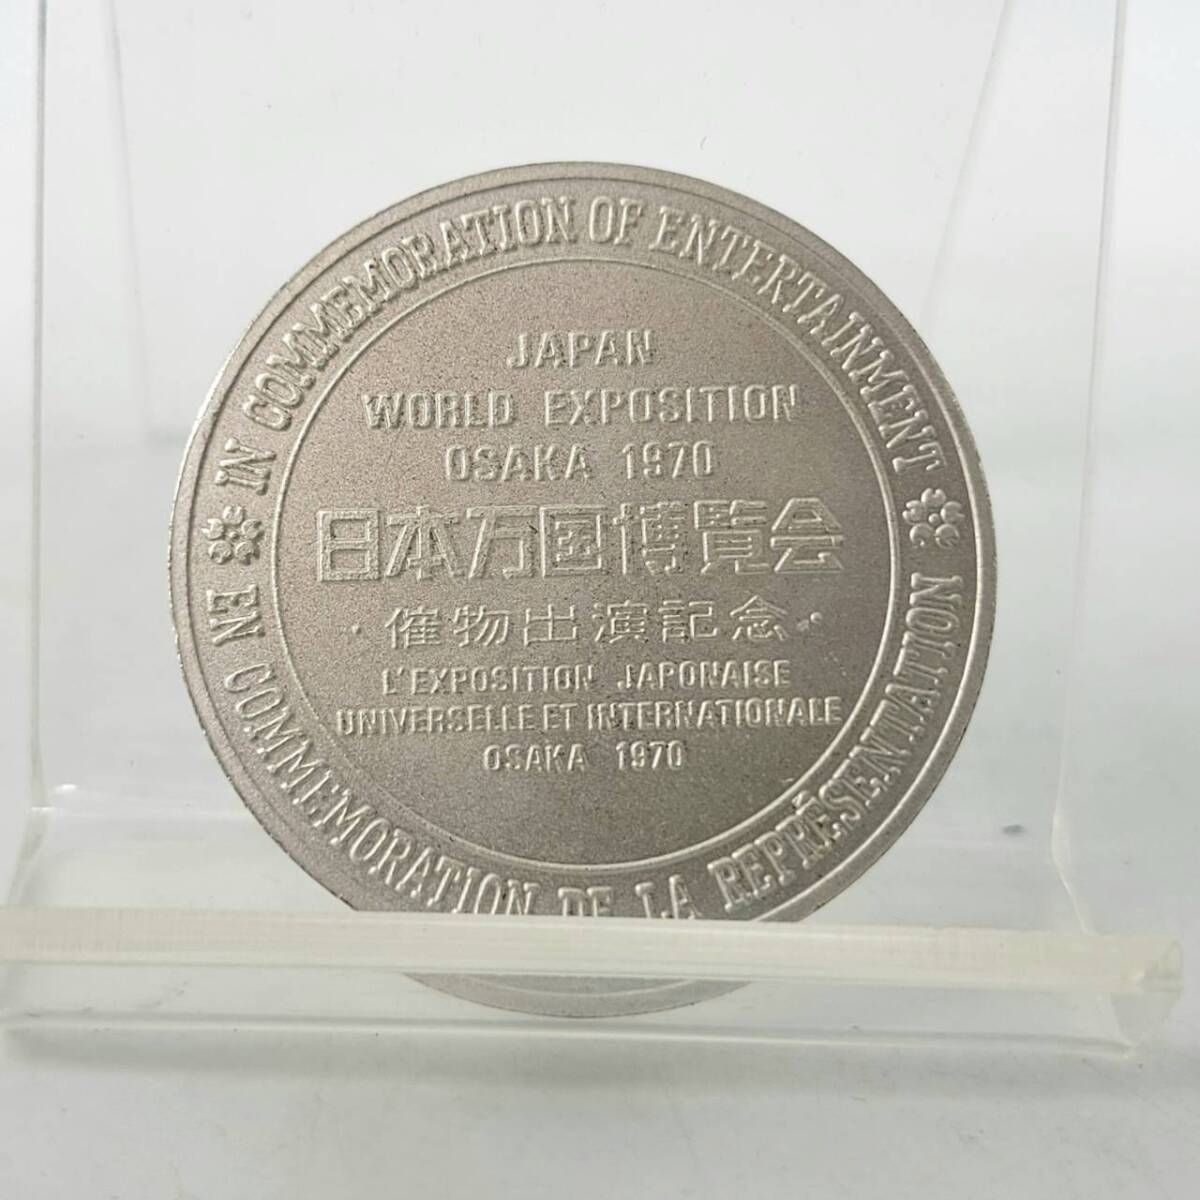 IN COMMEMORATION OF ENTERTAINMENT
JAPAN
WORLD EXPOSITION
OSAKA 1970
日本万国博覧会
・催物出演記念・
L'EXPOSITION JAPONAISE
UNIVERSELLE ET INTERNATIONALE
OSAKA 1970
EN COMMEMORATION DE LA REPRÉSENTATION